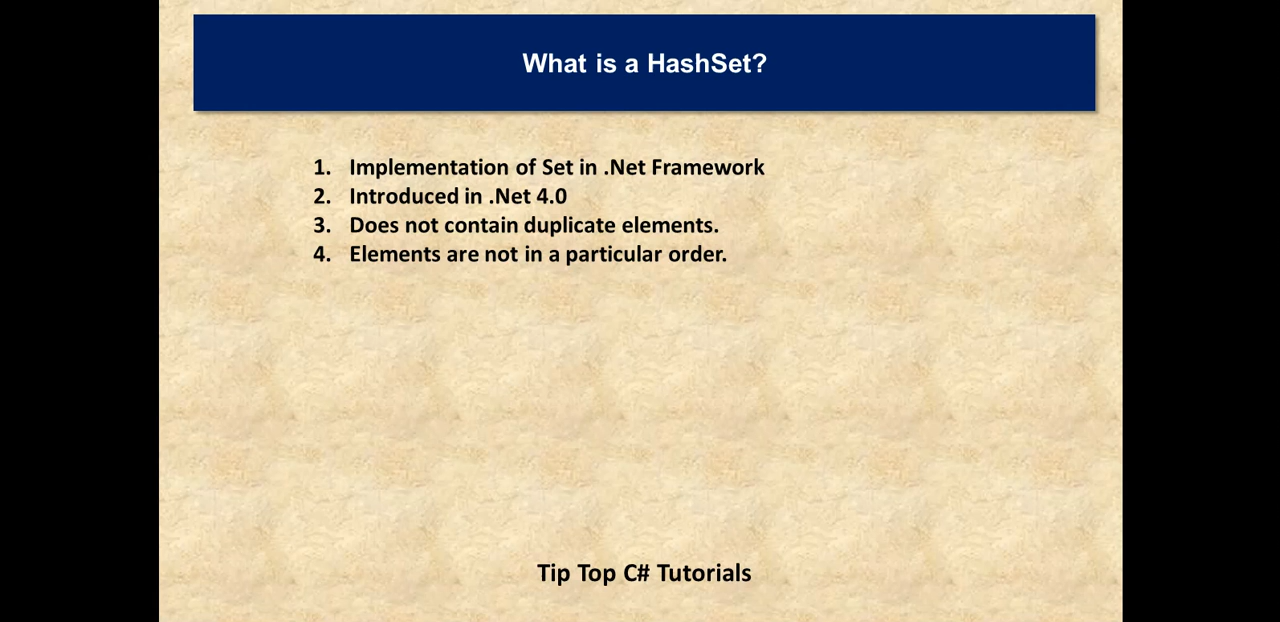 What is a HashSet?
1. Implementation of Set in .Net Framework
2. Introduced in .Net 4.0
3. Does not contain duplicate elements.
4. Elements are not in a particular order.
Tip Top C# Tutorials